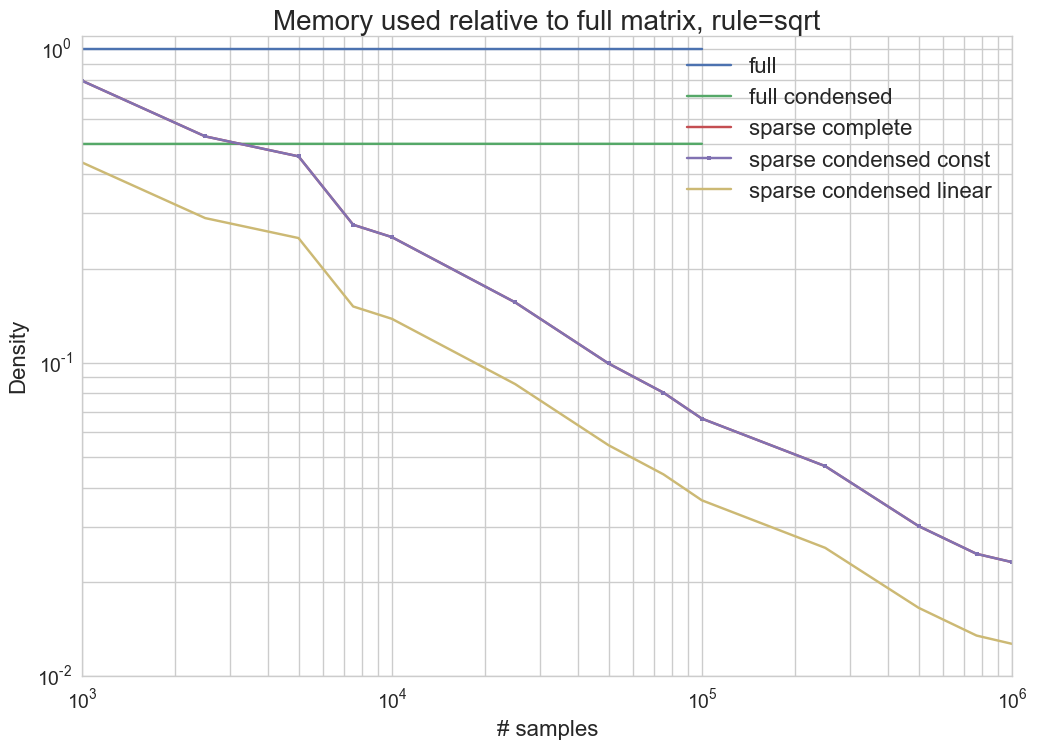 Memory used relative to full matrix, rule=sqrt
10^0
10^-1
10^-2
Density
full
full condensed
sparse complete
sparse condensed const
sparse condensed linear
10^3
10^4
10^5
10^6
# samples